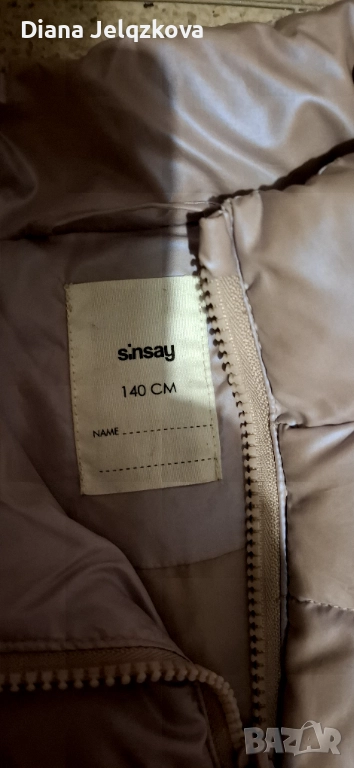 Diana Jelqzkova
sinsay
140 CM
NAME
BAZAR